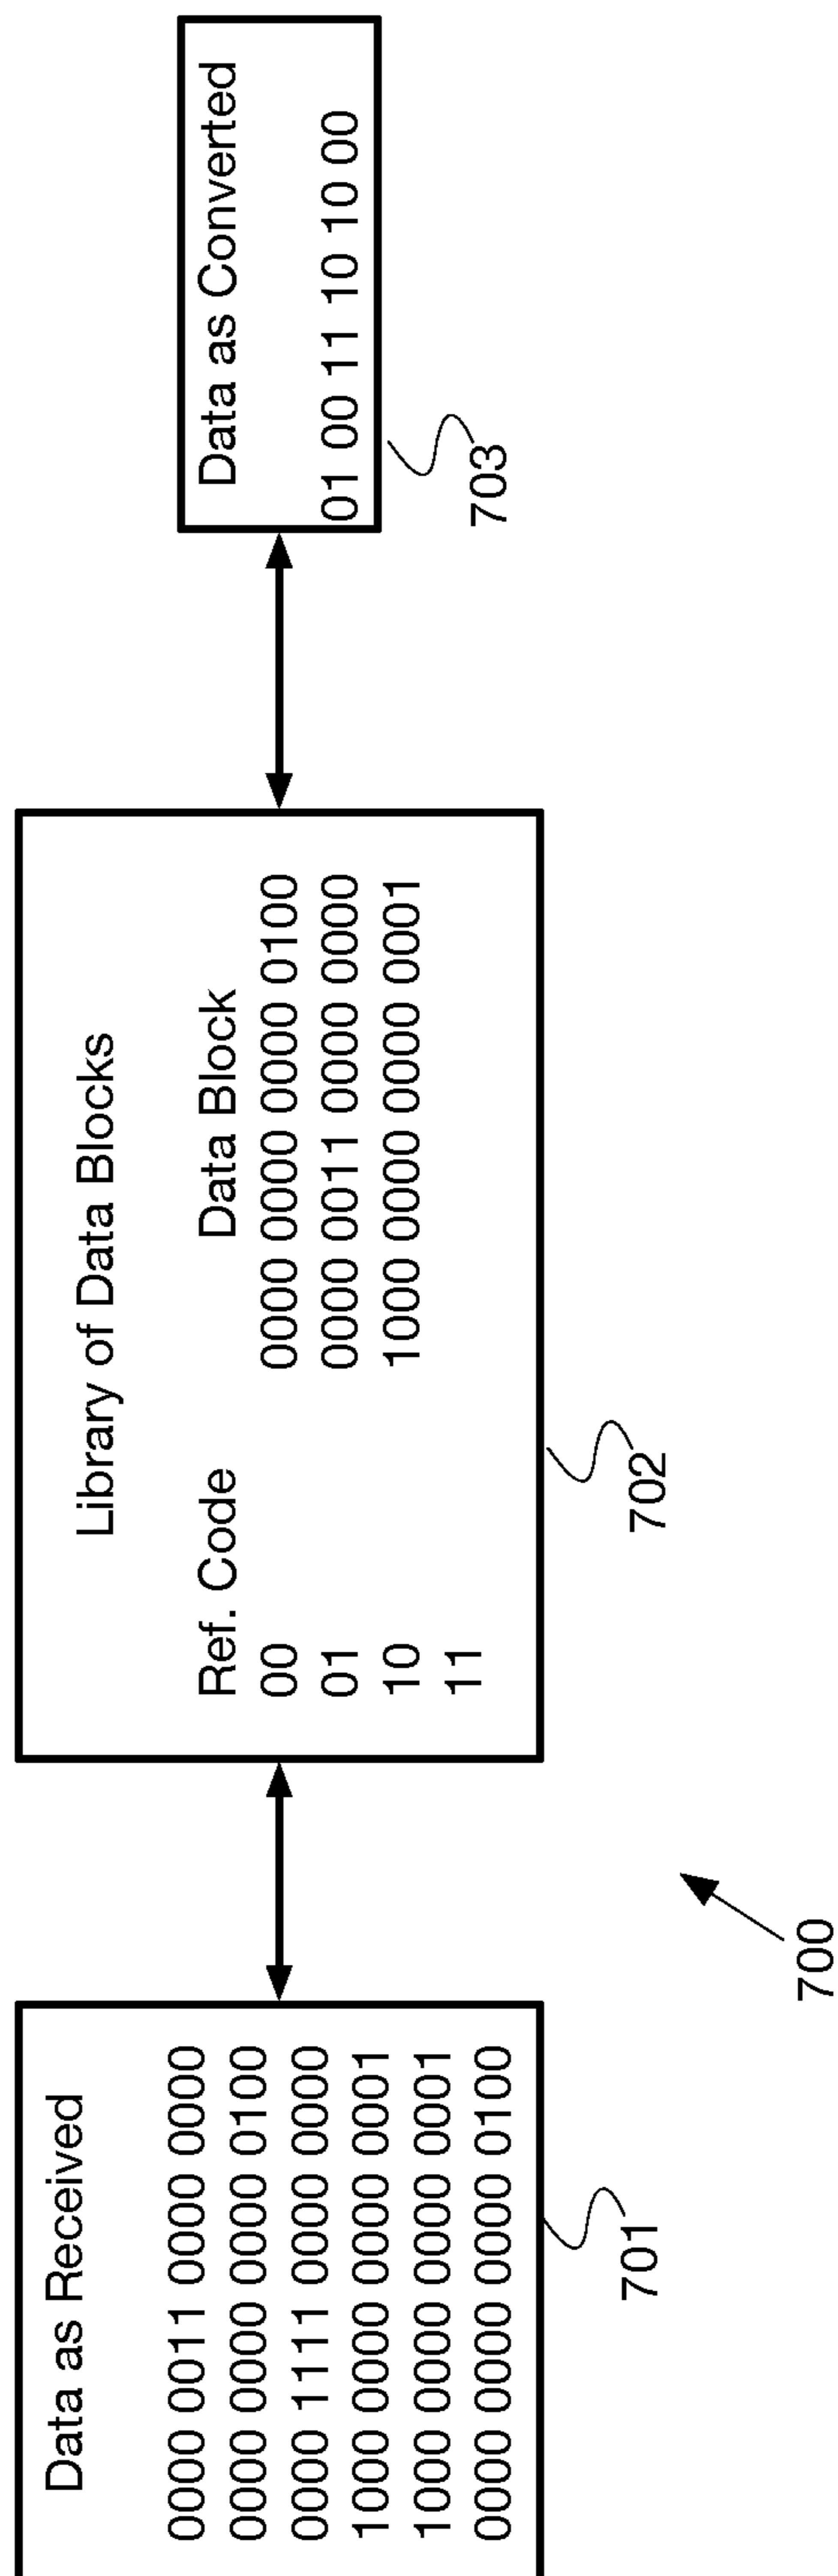 Data as Received
0000 0011 0000 0000
0000 0000 0000 0100
0000 1111 0000 0000
1000 0000 0000 0001
1000 0000 0000 0001
0000 0000 0000 0100
701
700
Library of Data Blocks
Ref. Code Data Block
00 0000 0000 0000 0100
01 0000 0011 0000 0000
10 1000 0000 0000 0001
11
702
Data as Converted
01 00 11 10 10 00
703